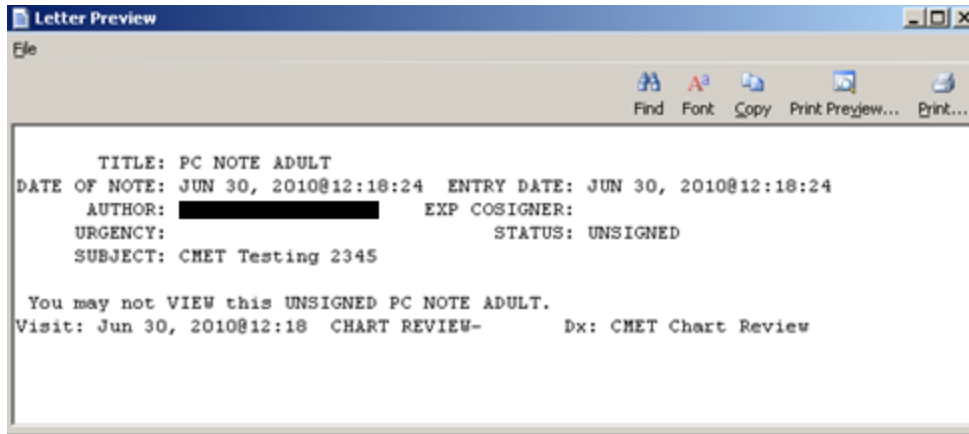 Letter Preview
File
Find Font Copy Print Preview... Print...
TITLE: PC NOTE ADULT
DATE OF NOTE: JUN 30, 2010@12:18:24 ENTRY DATE: JUN 30, 2010@12:18:24
AUTHOR: EXP COSIGNER:
URGENCY: STATUS: UNSIGNED
SUBJECT: CMET Testing 2345
You may not VIEW this UNSIGNED PC NOTE ADULT.
Visit: Jun 30, 2010@12:18 CHART REVIEW- Dx: CMET Chart Review